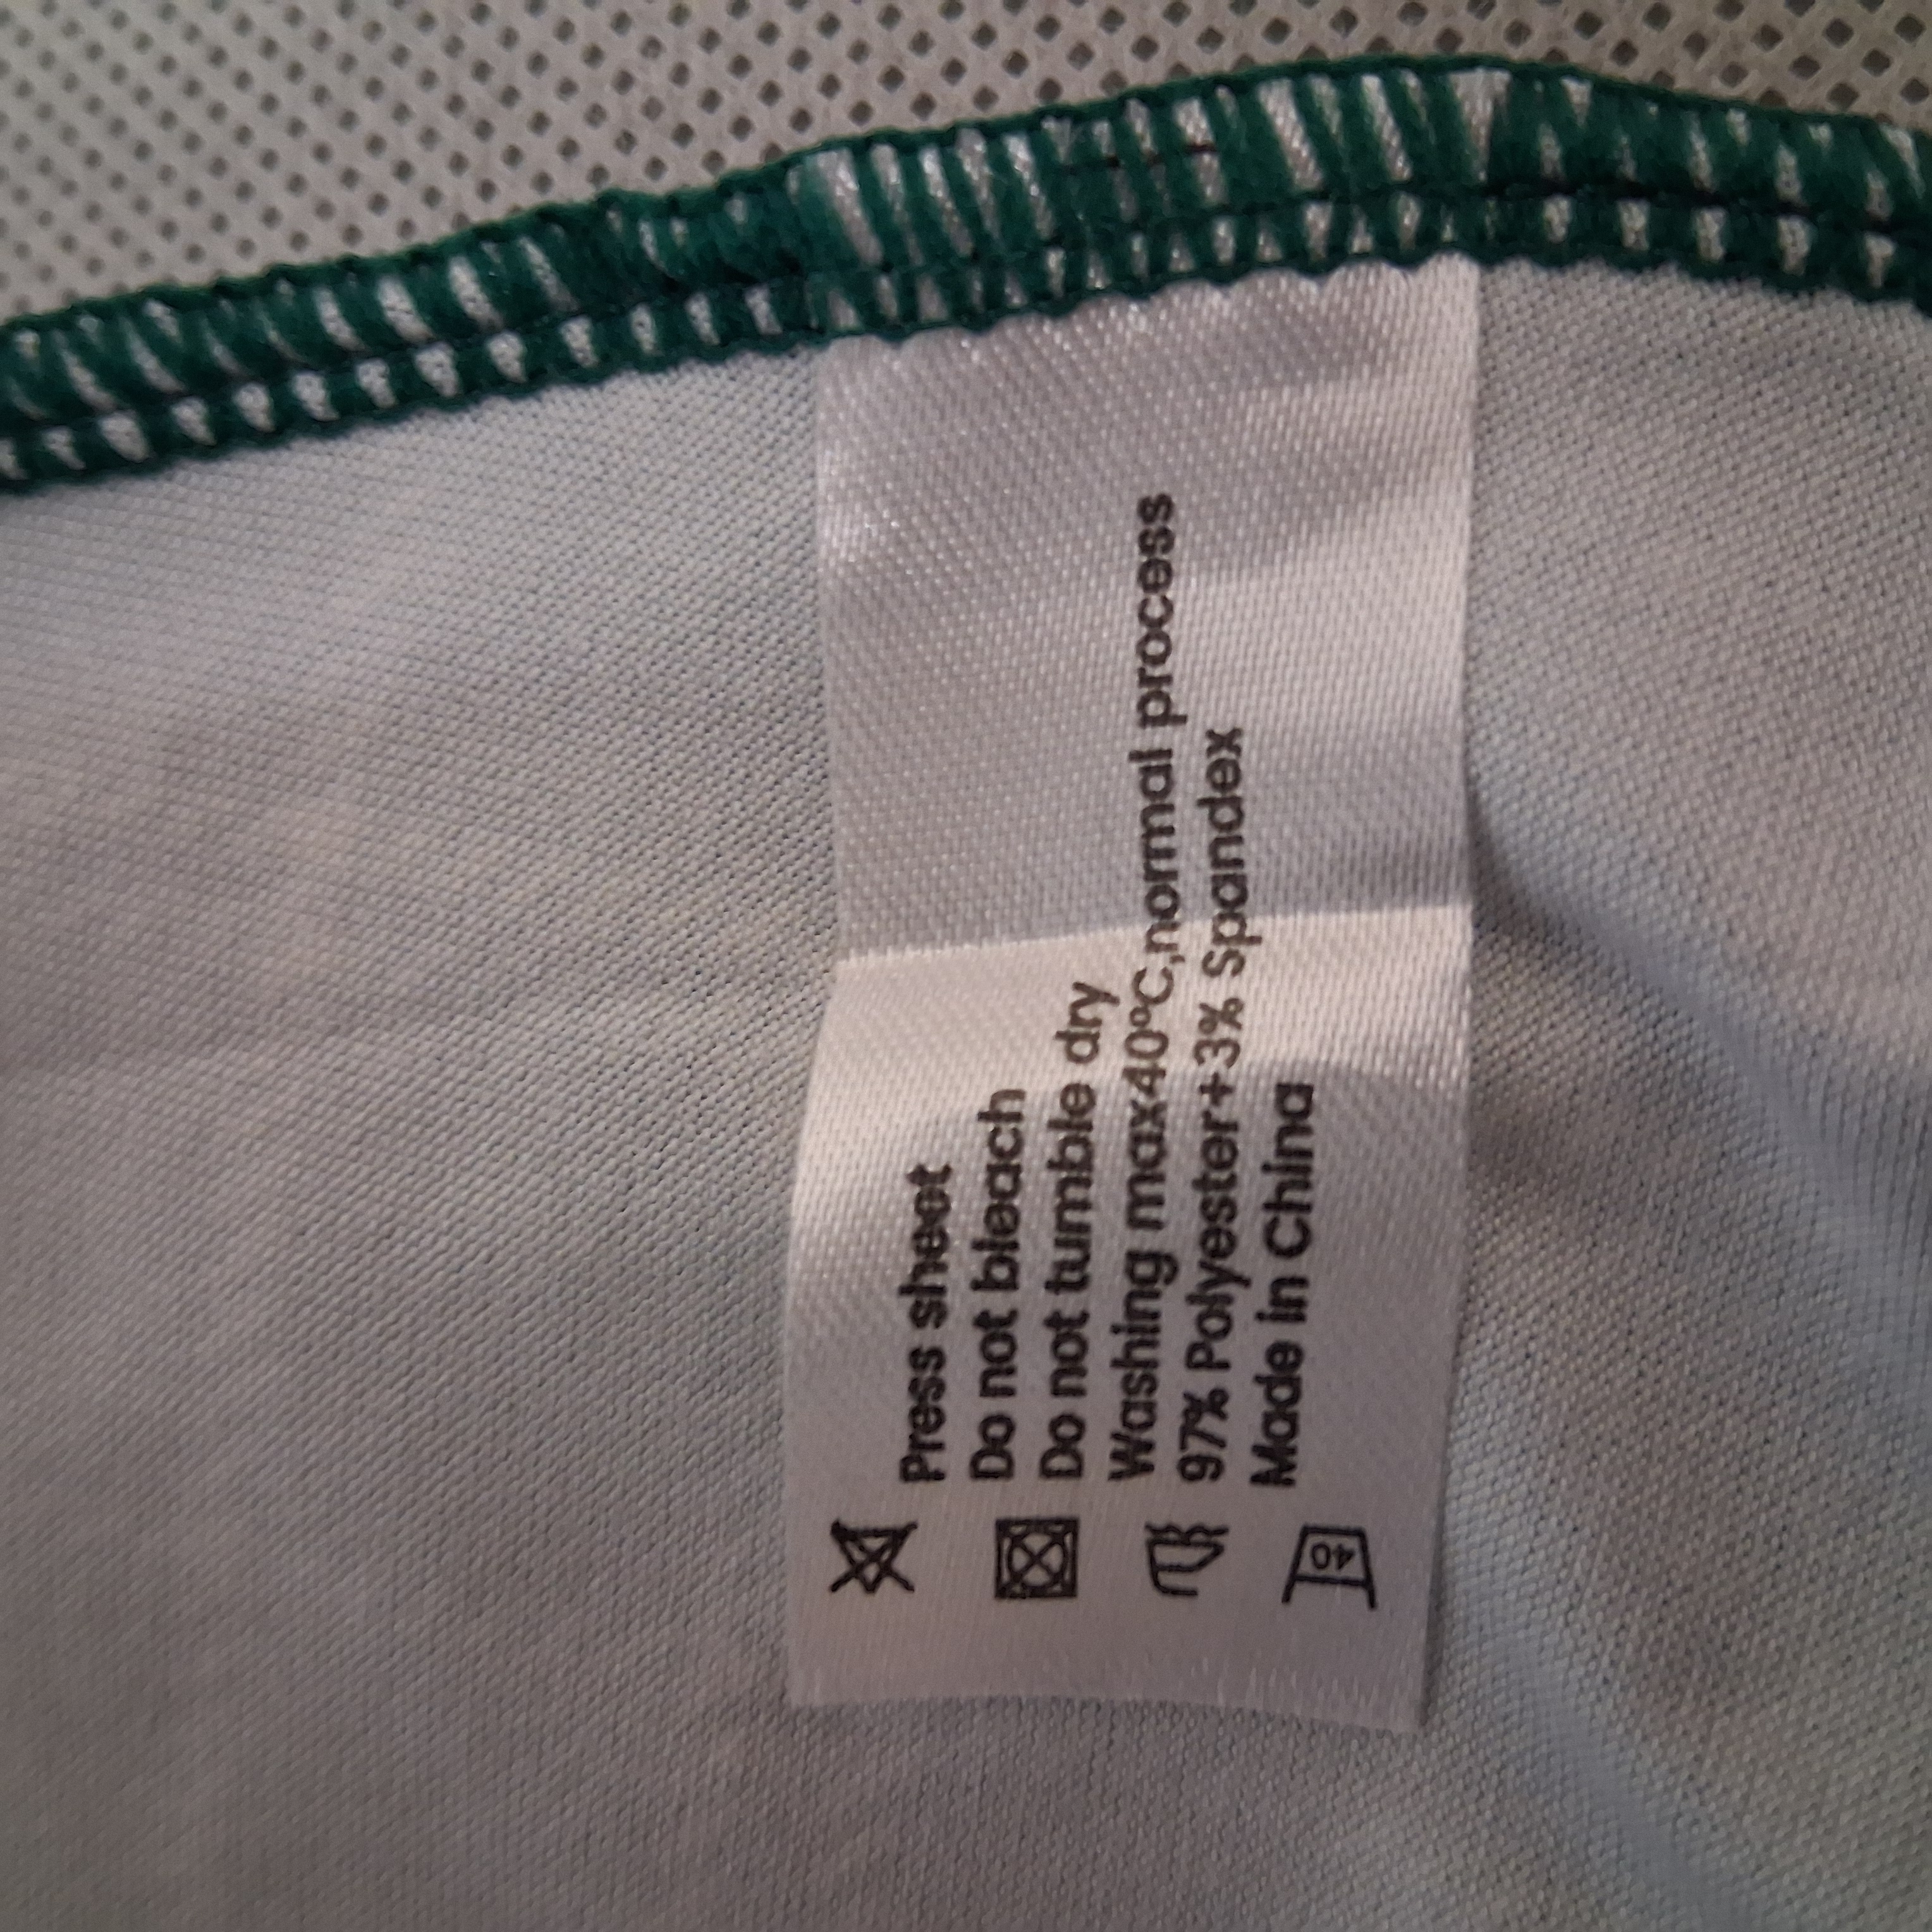 Press sheet
Do not bleach
Do not tumble dry
Washing max40°C,normal process
97% Polyester+3% Spandex
Made in China
40